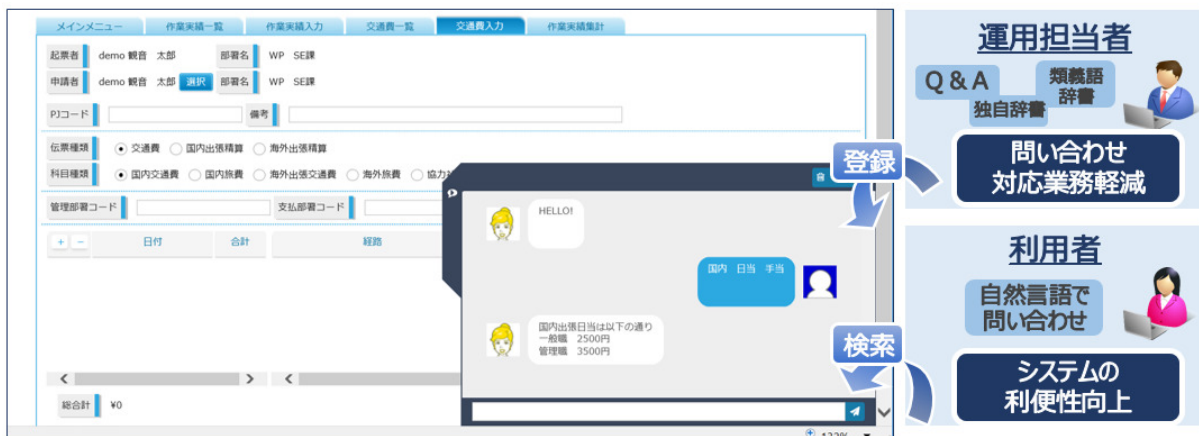 メインメニュー 作業実績一覧 作業実績入力 交通費一覧 交通費入力 作業実績集計
起票者 demo 観音 太郎 部署名 WP SE課
申請者 demo 観音 太郎 選択 部署名 WP SE課
PJコード 備考
伝票種類 交通費 国内出張精算 海外出張精算
科目種類 国内交通費 国内旅費 海外出張交通費 海外旅費 協力
管理部署コード 支払部署コード
+ - 日付 合計 経路
総合計 ¥0
HELLO!
国内 日当 手当
国内出張日当は以下の通り
一般職 2500円
管理職 3500円
登録
検索
運用担当者
Q&A
類義語
辞書
独自辞書
問い合わせ
対応業務軽減
利用者
自然言語で
問い合わせ
システムの
利便性向上